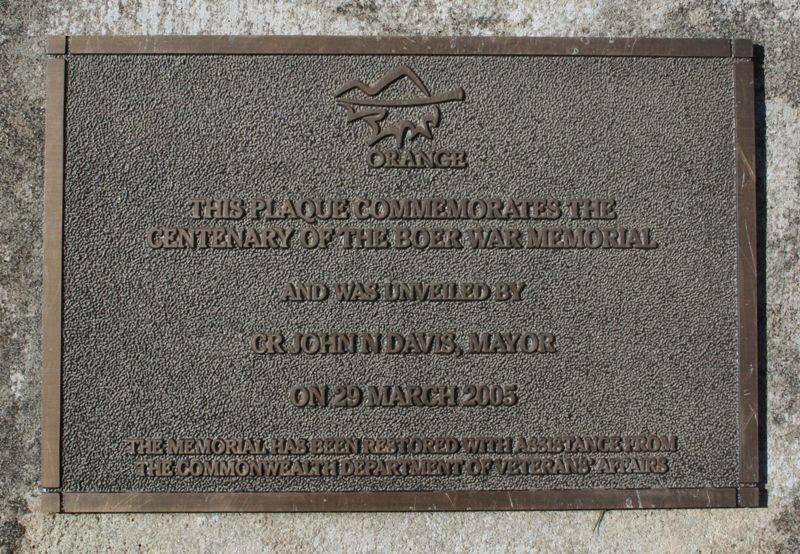 ORANGE
THIS PLAQUE COMMEMORATES THE
CENTENARY OF THE BOER WAR MEMORIAL
AND WAS UNVEILED BY
CR JOHN N DAVIS, MAYOR
ON 29 MARCH 2005
THE MEMORIAL HAS BEEN RESTORED WITH ASSISTANCE FROM
THE COMMONWEALTH DEPARTMENT OF VETERANS' AFFAIRS